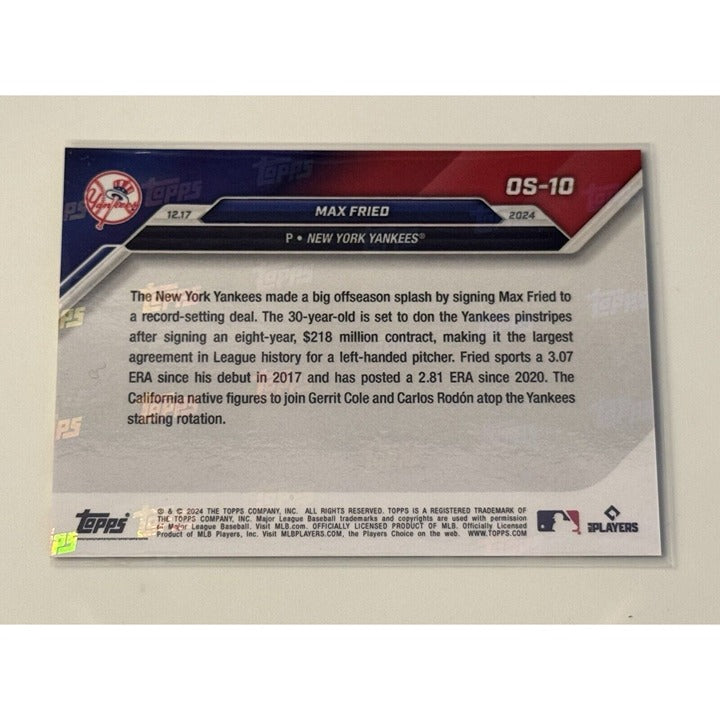 OS-10
Yankees
12.17
MAX FRIED
2024
P • NEW YORK YANKEES®
The New York Yankees made a big offseason splash by signing Max Fried to
a record-setting deal. The 30-year-old is set to don the Yankees pinstripes
after signing an eight-year, $218 million contract, making it the largest
agreement in League history for a left-handed pitcher. Fried sports a 3.07
ERA since his debut in 2017 and has posted a 2.81 ERA since 2020. The
California native figures to join Gerrit Cole and Carlos Rodón atop the Yankees
starting rotation.
topps
® & © 2024 THE TOPPS COMPANY, INC. ALL RIGHTS RESERVED. TOPPS IS A REGISTERED TRADEMARK OF
THE TOPPS COMPANY, INC. Major League Baseball trademarks and copyrights are used with permission
of Major League Baseball. Visit MLB.com. OFFICIALLY LICENSED PRODUCT OF MLB. Officially Licensed
Product of MLB Players, Inc. Visit MLBPLAYERS.com, the Players Choice on the web. WWW.TOPPS.COM
MLB PLAYERS